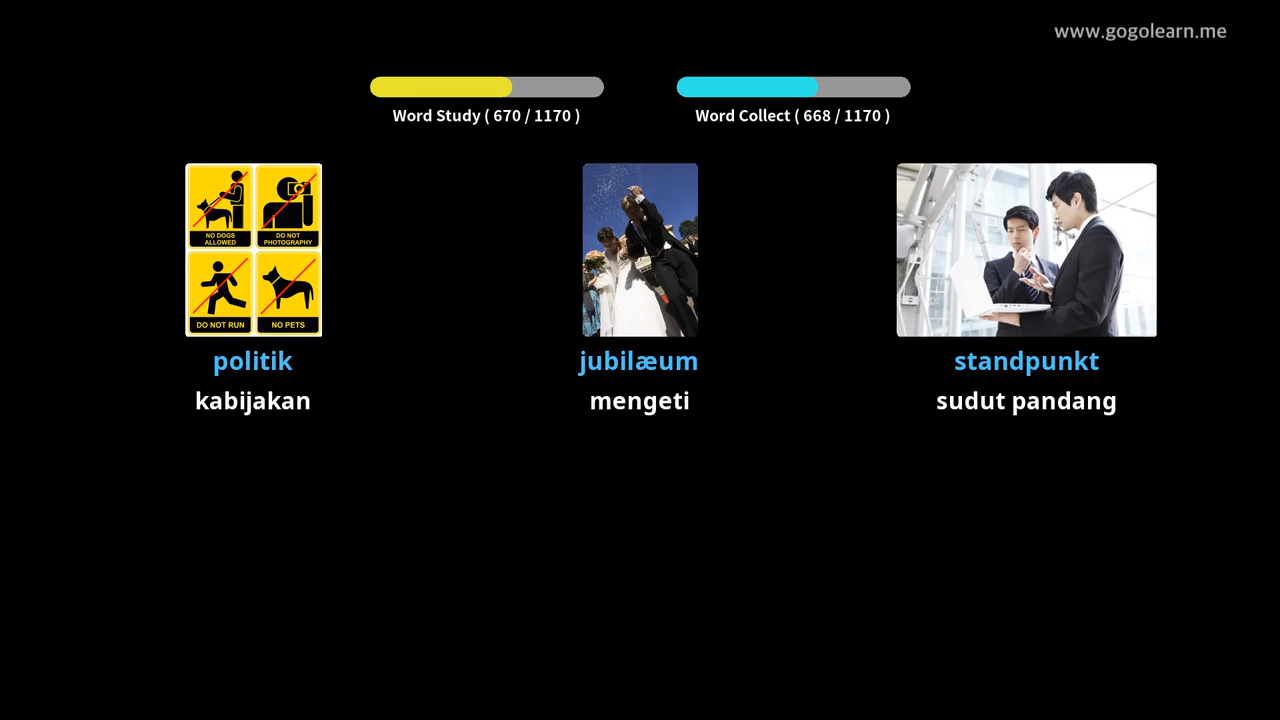 www.gogolearn.me
Word Study ( 670 / 1170 )
Word Collect ( 668 / 1170 )
NO DOGS
ALLOWED
DO NOT
PHOTOGRAPHY
DO NOT RUN
NO PETS
politik
jubilæum
standpunkt
kabijakan
mengeti
sudut pandang